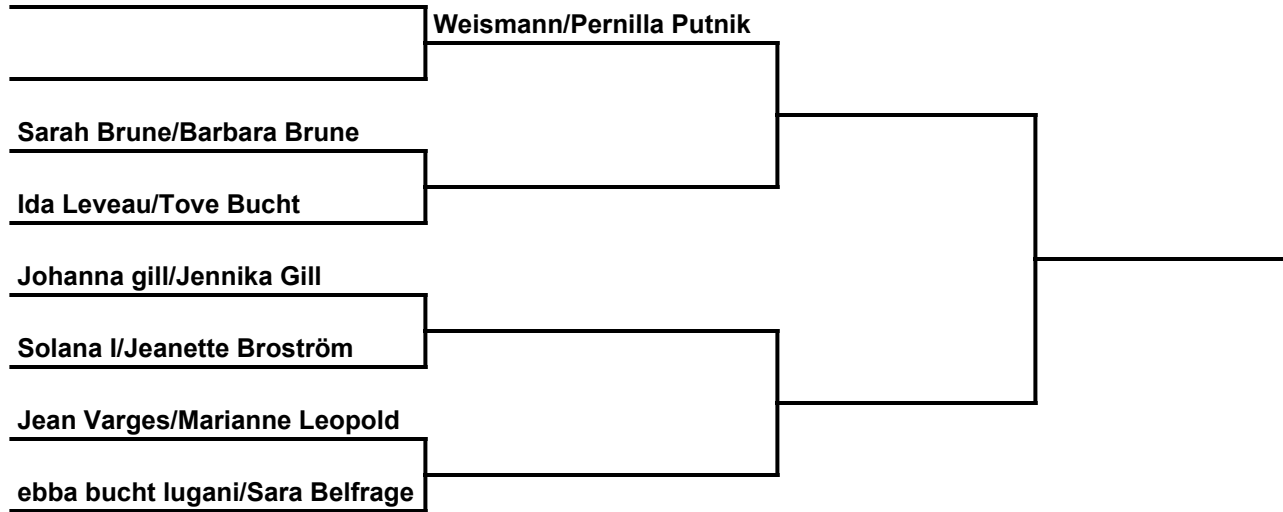 Weismann/Pernilla Putnik
Sarah Brune/Barbara Brune
Ida Leveau/Tove Bucht
Johanna gill/Jennika Gill
Solana l/Jeanette Broström
Jean Varges/Marianne Leopold
ebba bucht lugani/Sara Belfrage